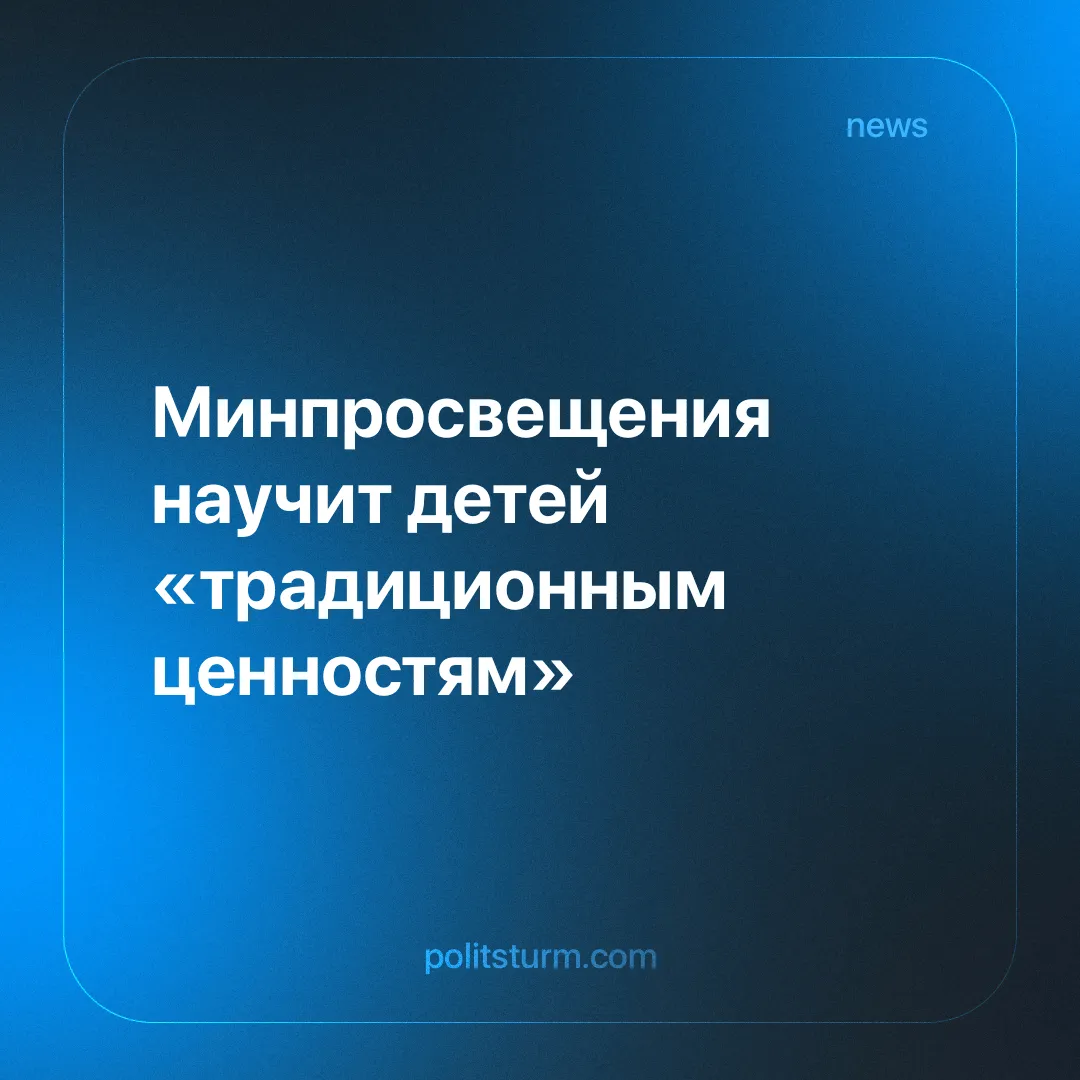 news
Минпросвещения
научит детей
«традиционным
ценностям»
politsturm.com